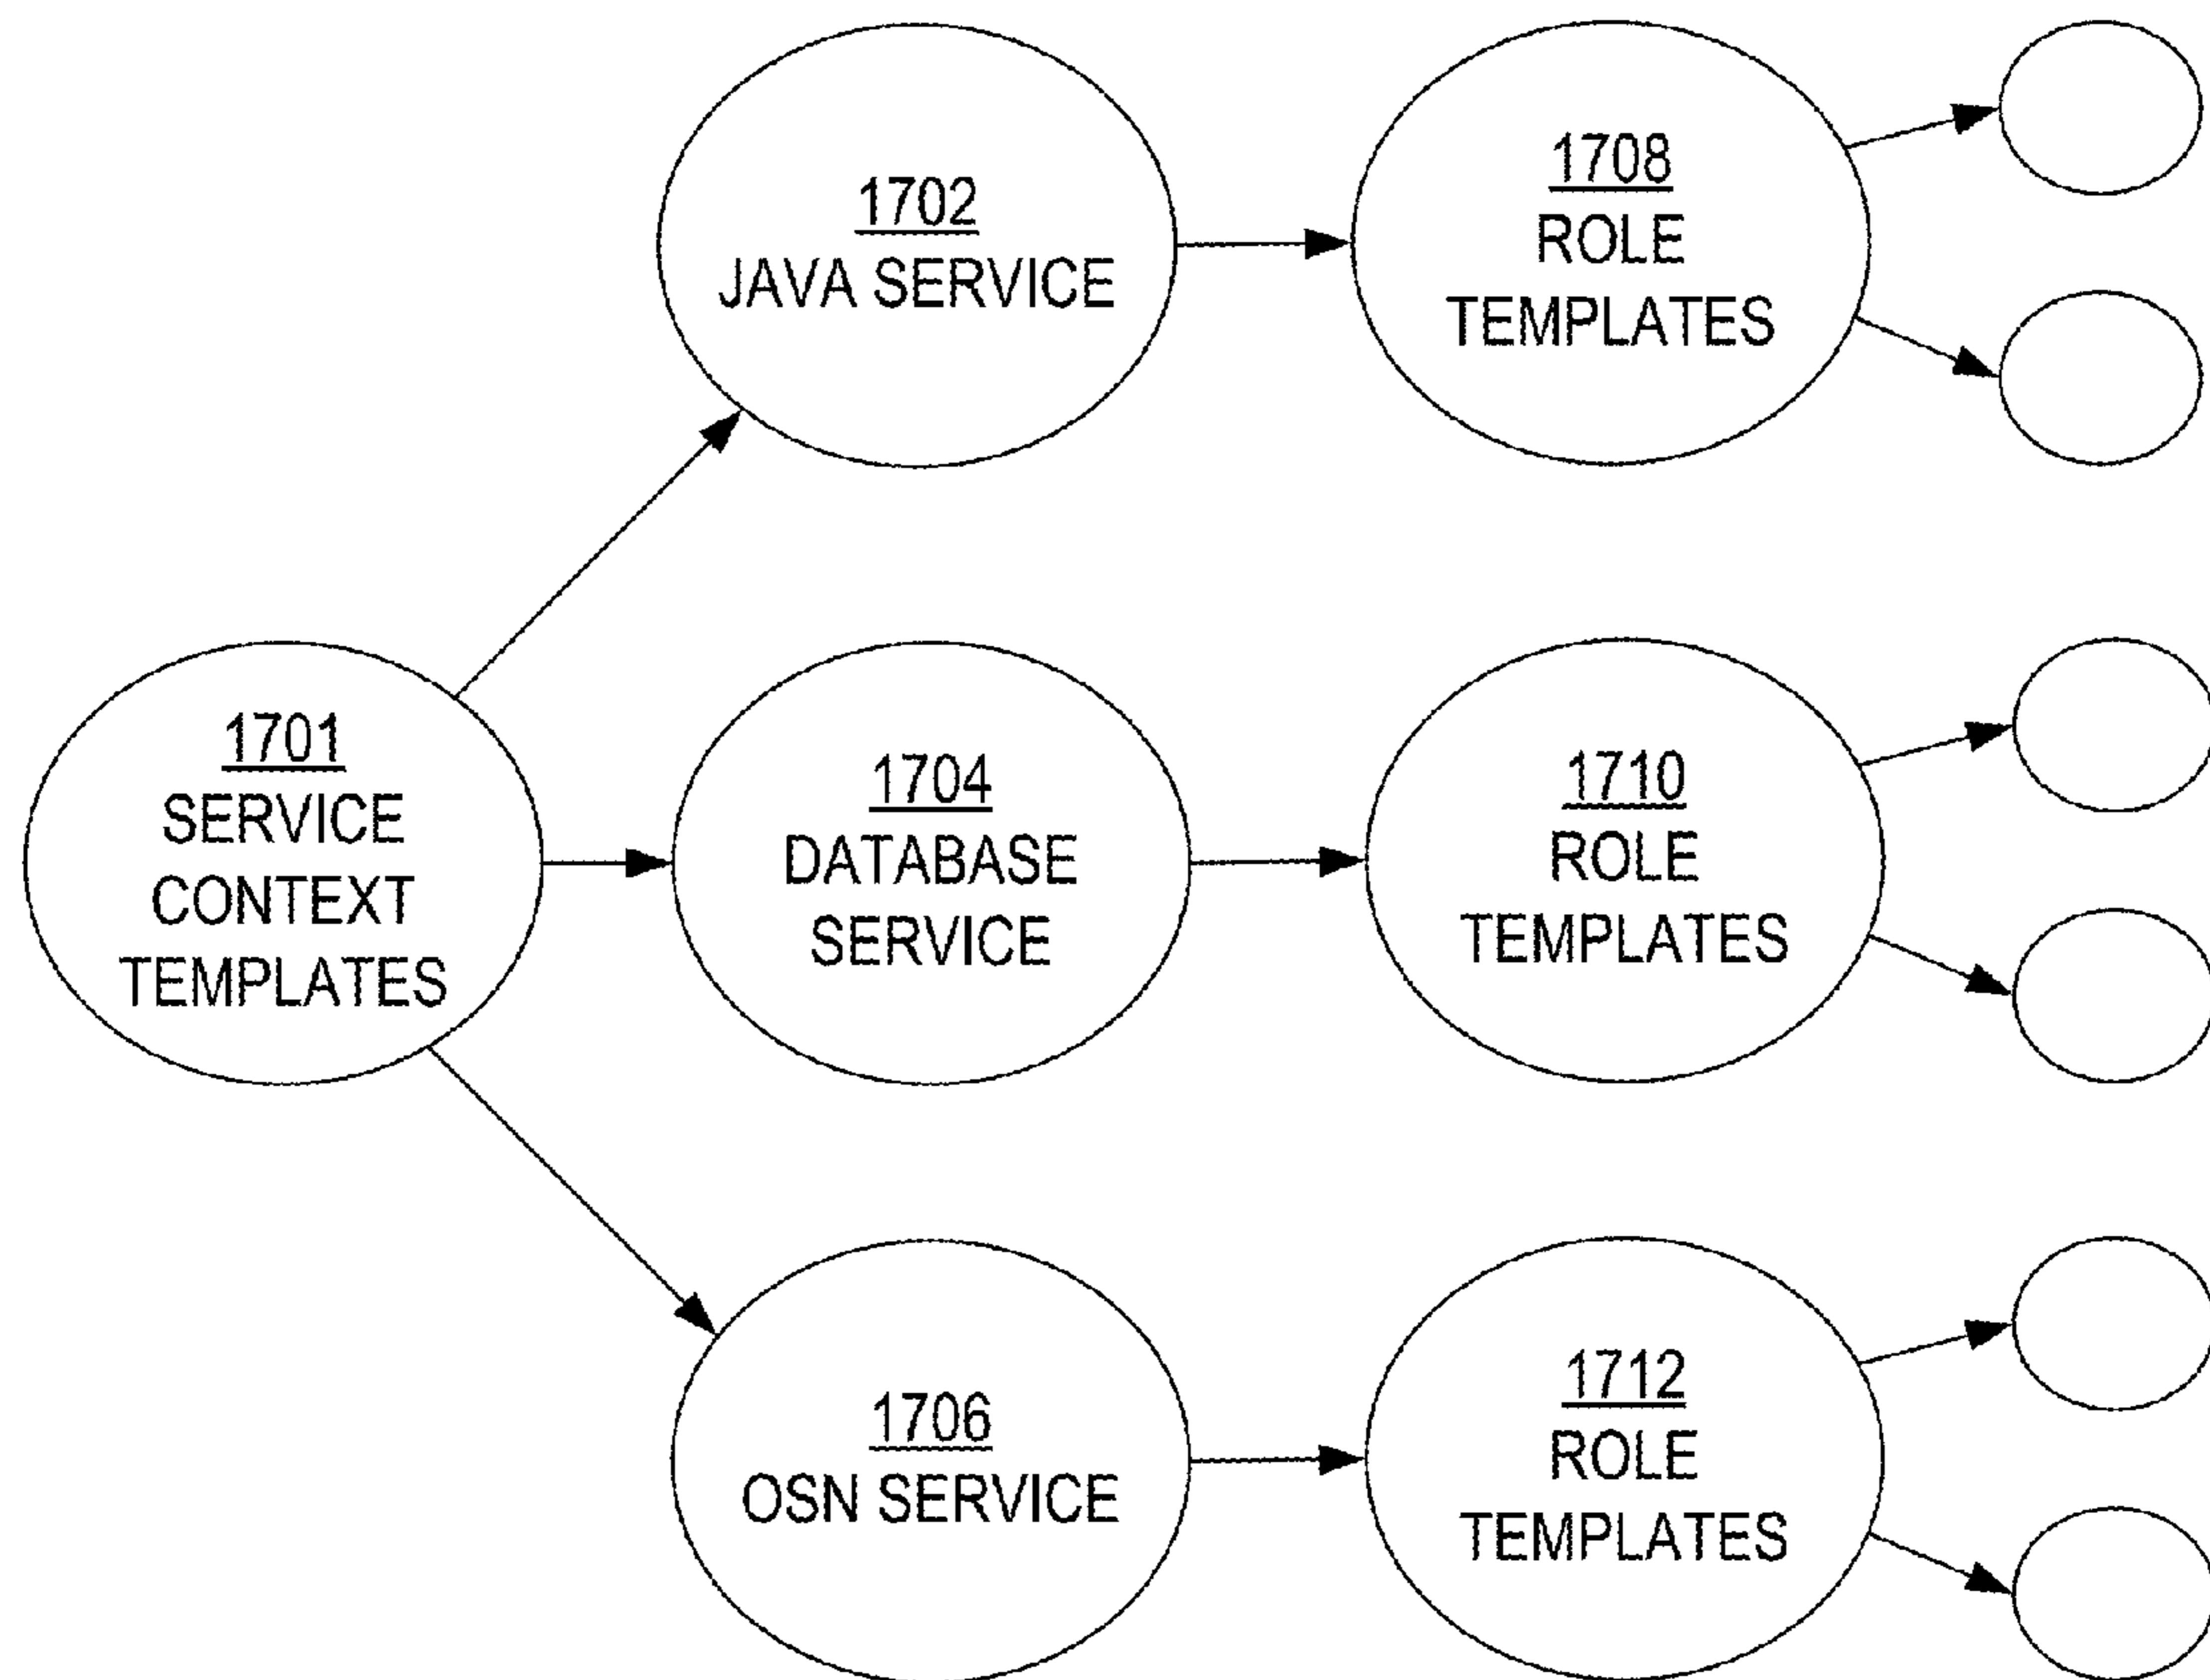 1702
JAVA SERVICE
1708
ROLE
TEMPLATES
1701
SERVICE
CONTEXT
TEMPLATES
1704
DATABASE
SERVICE
1710
ROLE
TEMPLATES
1706
OSN SERVICE
1712
ROLE
TEMPLATES